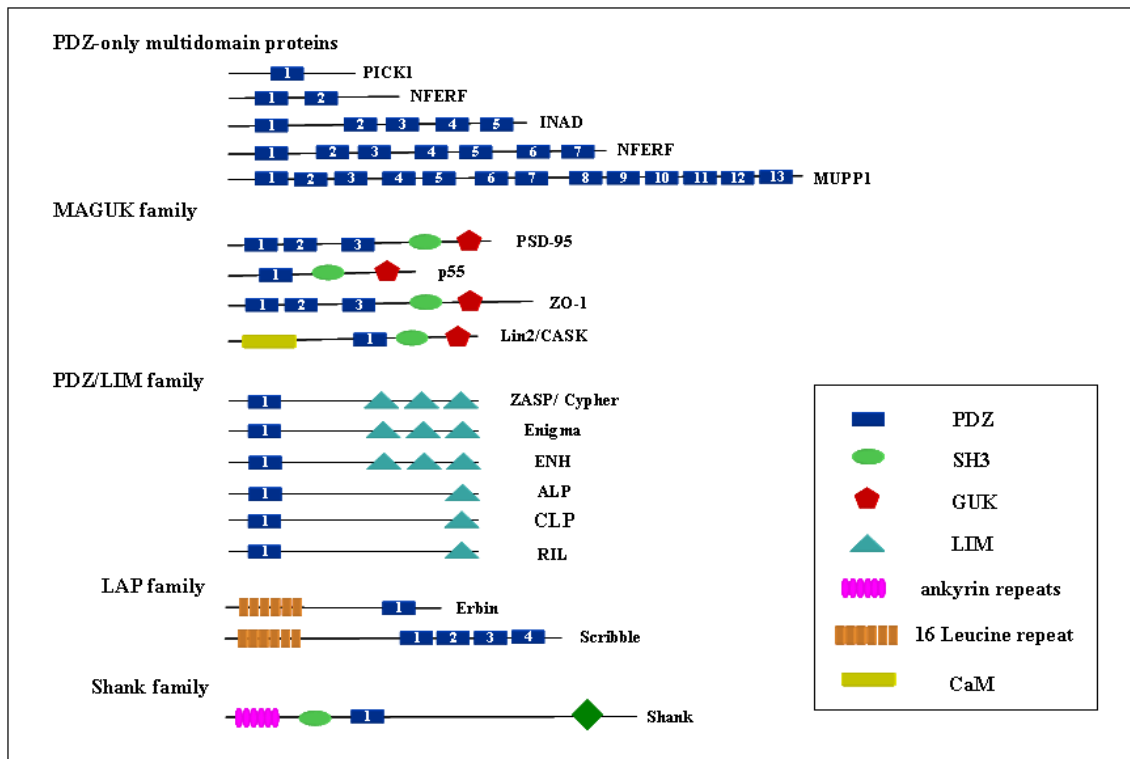 PDZ-only multidomain proteins
1 PICK1
1 2 NFERF
1 2 3 4 5 INAD
1 2 3 4 5 6 7 NFERF
1 2 3 4 5 6 7 8 9 10 11 12 13 MUPP1
MAGUK family
1 2 3 PSD-95
1 p55
1 2 3 ZO-1
1 Lin2/CASK
PDZ/LIM family
1 ZASP/ Cypher
1 Enigma
1 ENH
1 ALP
1 CLP
1 RIL
LAP family
1 Erbin
1 2 3 4 Scribble
Shank family
1 Shank
PDZ
SH3
GUK
LIM
ankyrin repeats
16 Leucine repeat
CaM